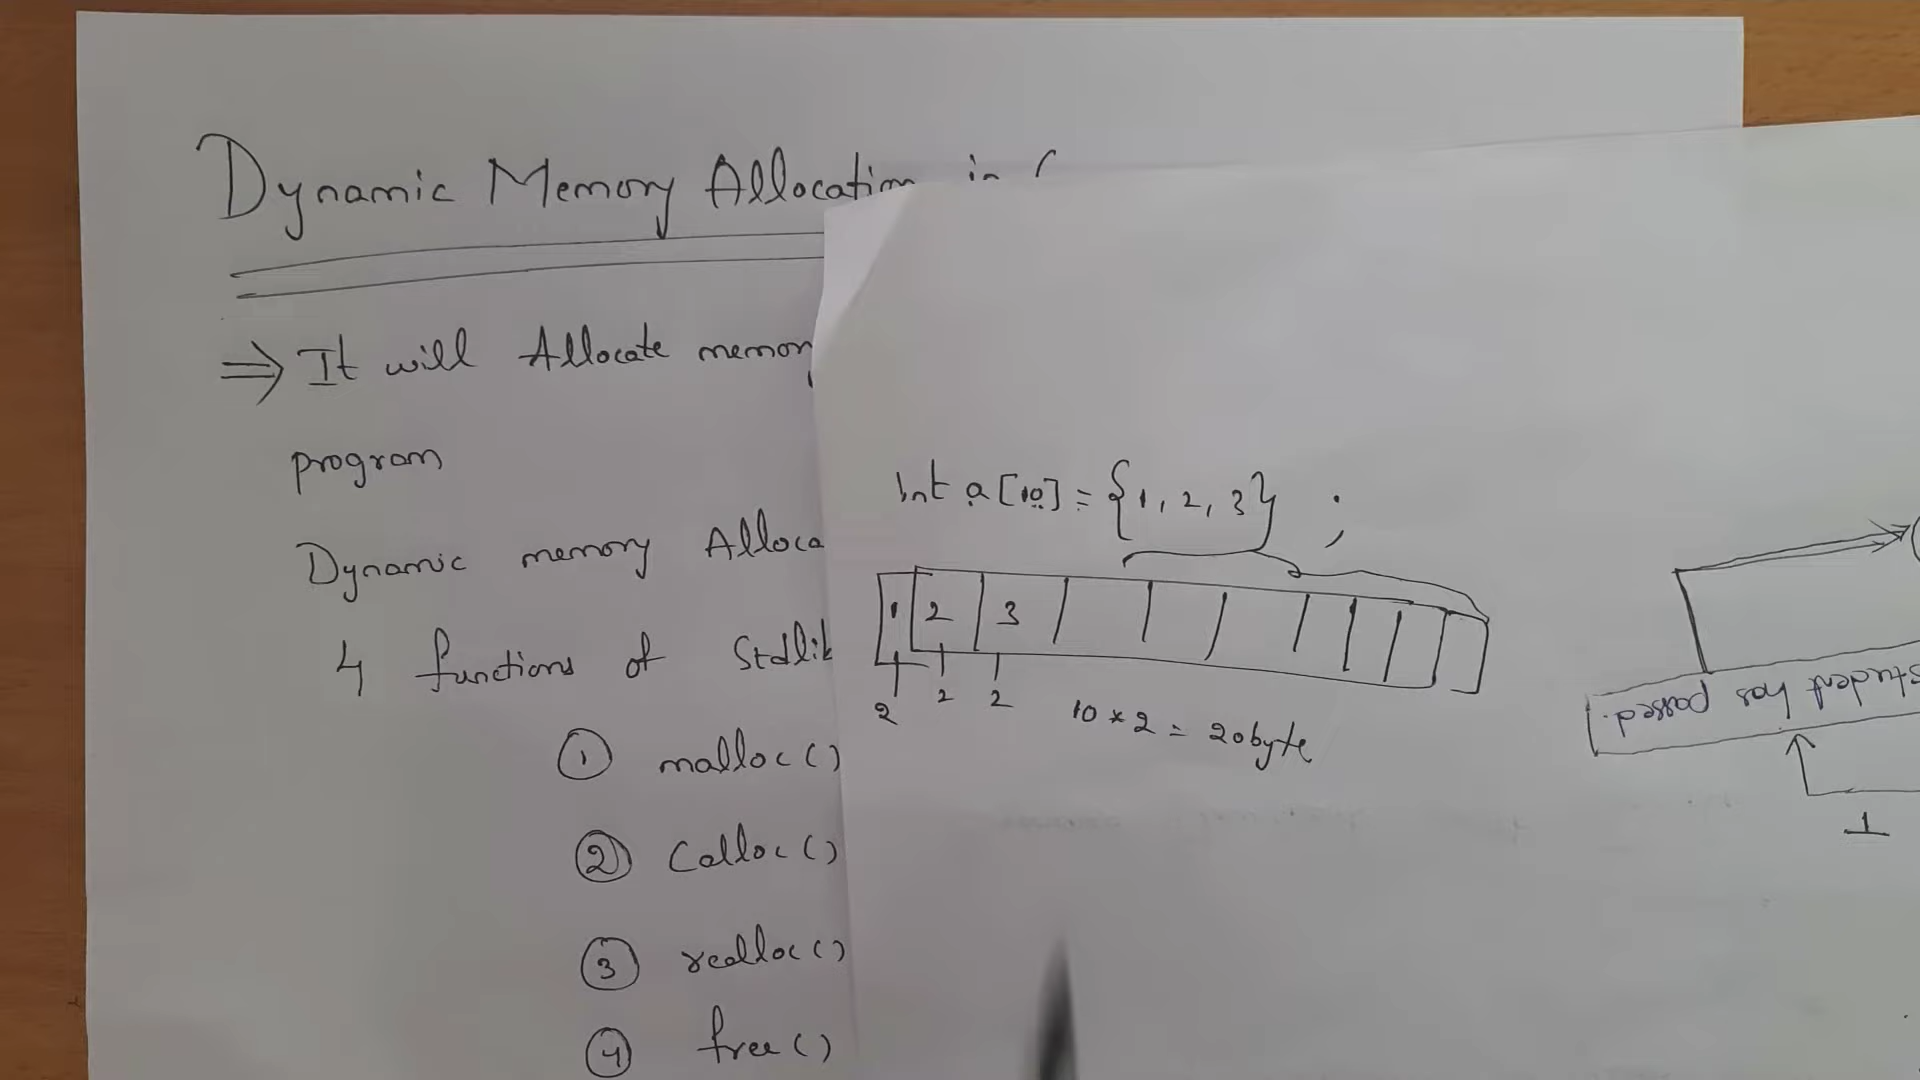 Dynamic Memory Allocation in
⇒ It will Allocate memory
program
Dynamic memory Alloca
4 functions of Stdlib
① malloc()
② Calloc()
③ realloc()
④ free()
Int a[10] = {1, 2, 3} ;
1 2 3
2 2 2
10 * 2 = 20byte
student has passed.
T